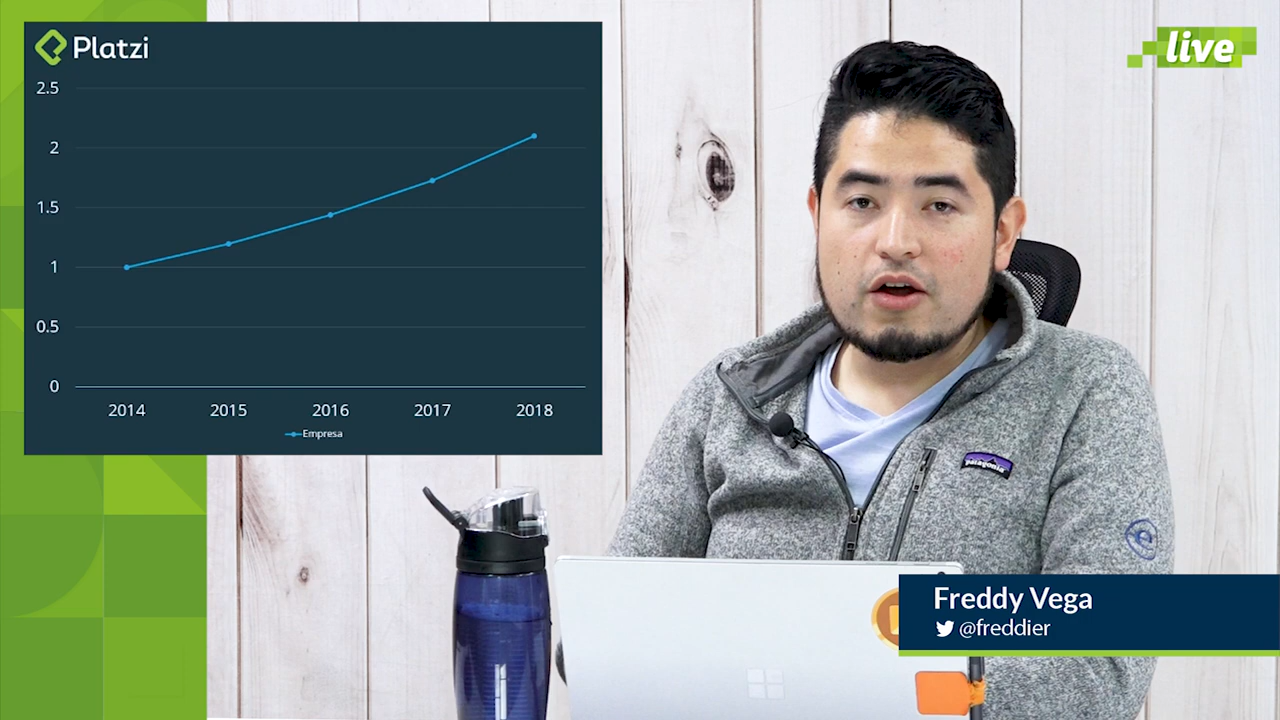 Platzi
2.5
2
1.5
1
0.5
0
2014 2015 2016 2017 2018
Empresa
live
patagonia
Freddy Vega
@freddier